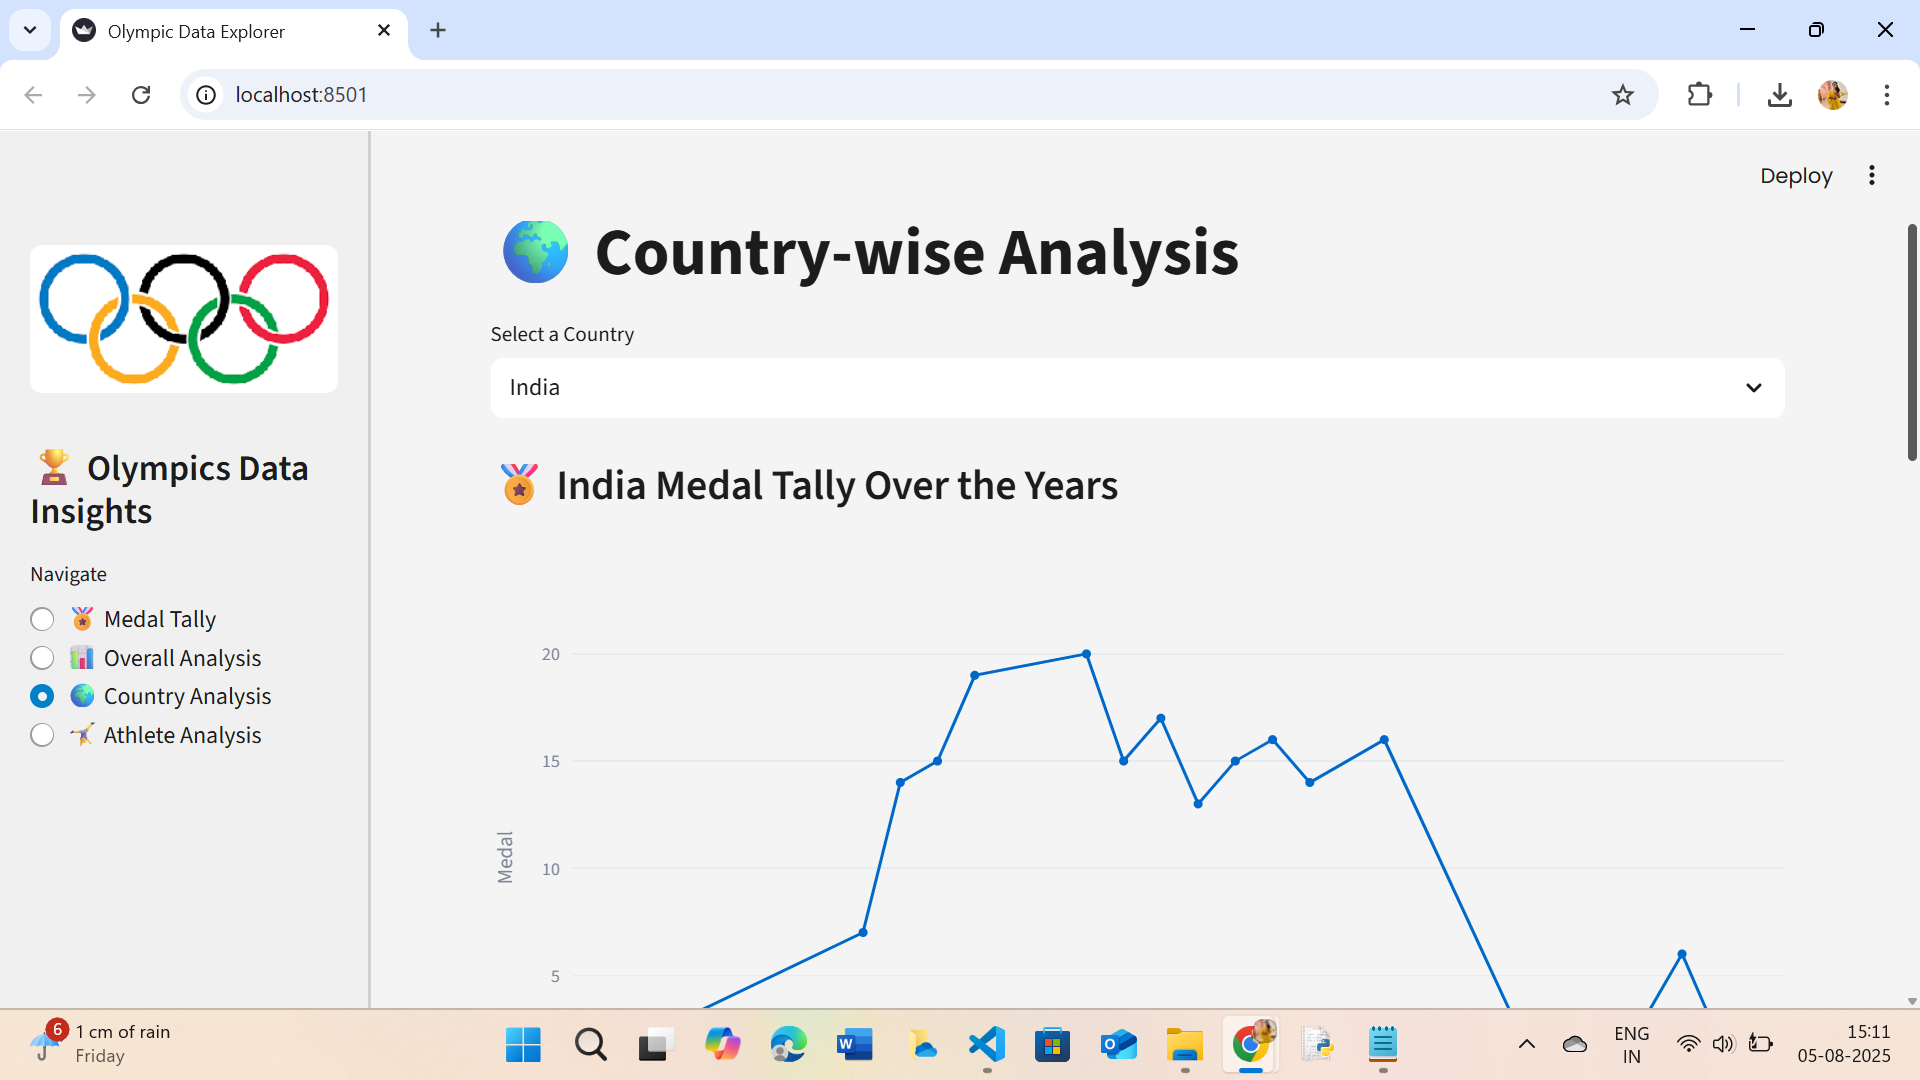 Olympic Data Explorer
localhost:8501
Deploy
Country-wise Analysis
Select a Country
India
India Medal Tally Over the Years
Olympics Data
Insights
Navigate
Medal Tally
Overall Analysis
Country Analysis
Athlete Analysis
20
15
10
5
Medal
6
1 cm of rain
Friday
W
O
ENG
IN
15:11
05-08-2025